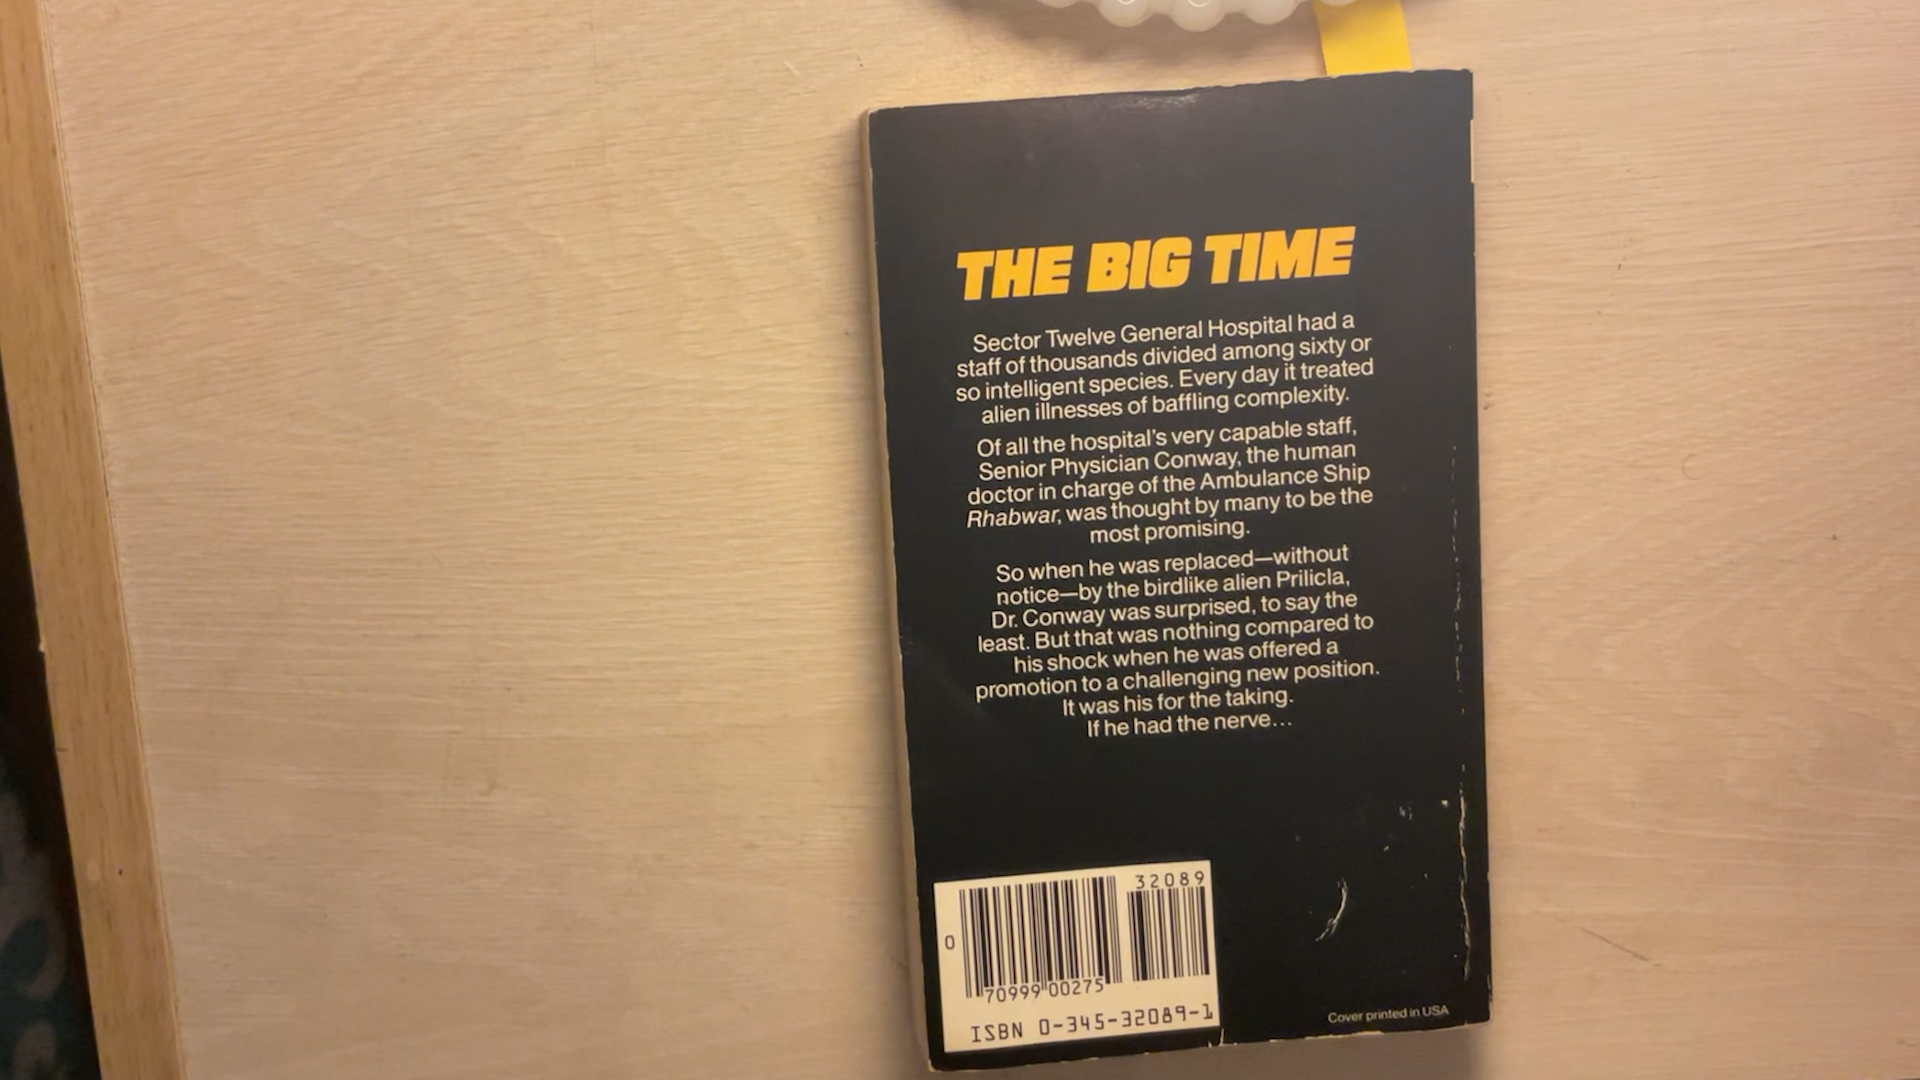 THE BIG TIME
Sector Twelve General Hospital had a
staff of thousands divided among sixty or
so intelligent species. Every day it treated
alien illnesses of baffling complexity.
Of all the hospital's very capable staff,
Senior Physician Conway, the human
doctor in charge of the Ambulance Ship
Rhabwar, was thought by many to be the
most promising.
So when he was replaced—without
notice—by the birdlike alien Prilicla,
Dr. Conway was surprised, to say the
least. But that was nothing compared to
his shock when he was offered a
promotion to a challenging new position.
It was his for the taking.
If he had the nerve...
32089
0
70999 00275
ISBN 0-345-32089-1
Cover printed in USA